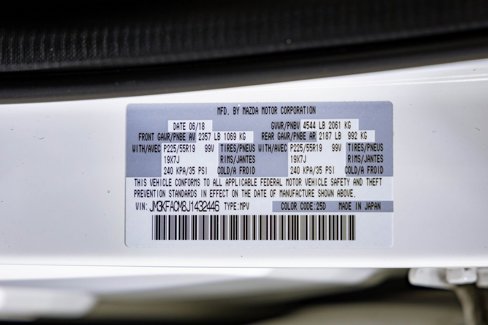 MFD. BY MAZDA MOTOR CORPORATION
DATE 06/18 GVWR/PNBV 4544 LB 2061 KG
FRONT GAWR/PNBE AV 2357 LB 1069 KG REAR GAWR/PNBE AR 2187 LB 992 KG
WITH/AVEC P225/55R19 99V TIRES/PNEUS WITH/AVEC P225/55R19 99V TIRES/PNEUS
19X7J RIMS/JANTES 19X7J RIMS/JANTES
240 KPA/35 PSI COLD/A FROID 240 KPA/35 PSI COLD/A FROID
THIS VEHICLE CONFORMS TO ALL APPLICABLE FEDERAL MOTOR VEHICLE SAFETY AND THEFT
PREVENTION STANDARDS IN EFFECT ON THE DATE OF MANUFACTURE SHOWN ABOVE.
VIN: JM3KFACM8J1432446 TYPE:MPV COLOR CODE:25D MADE IN JAPAN